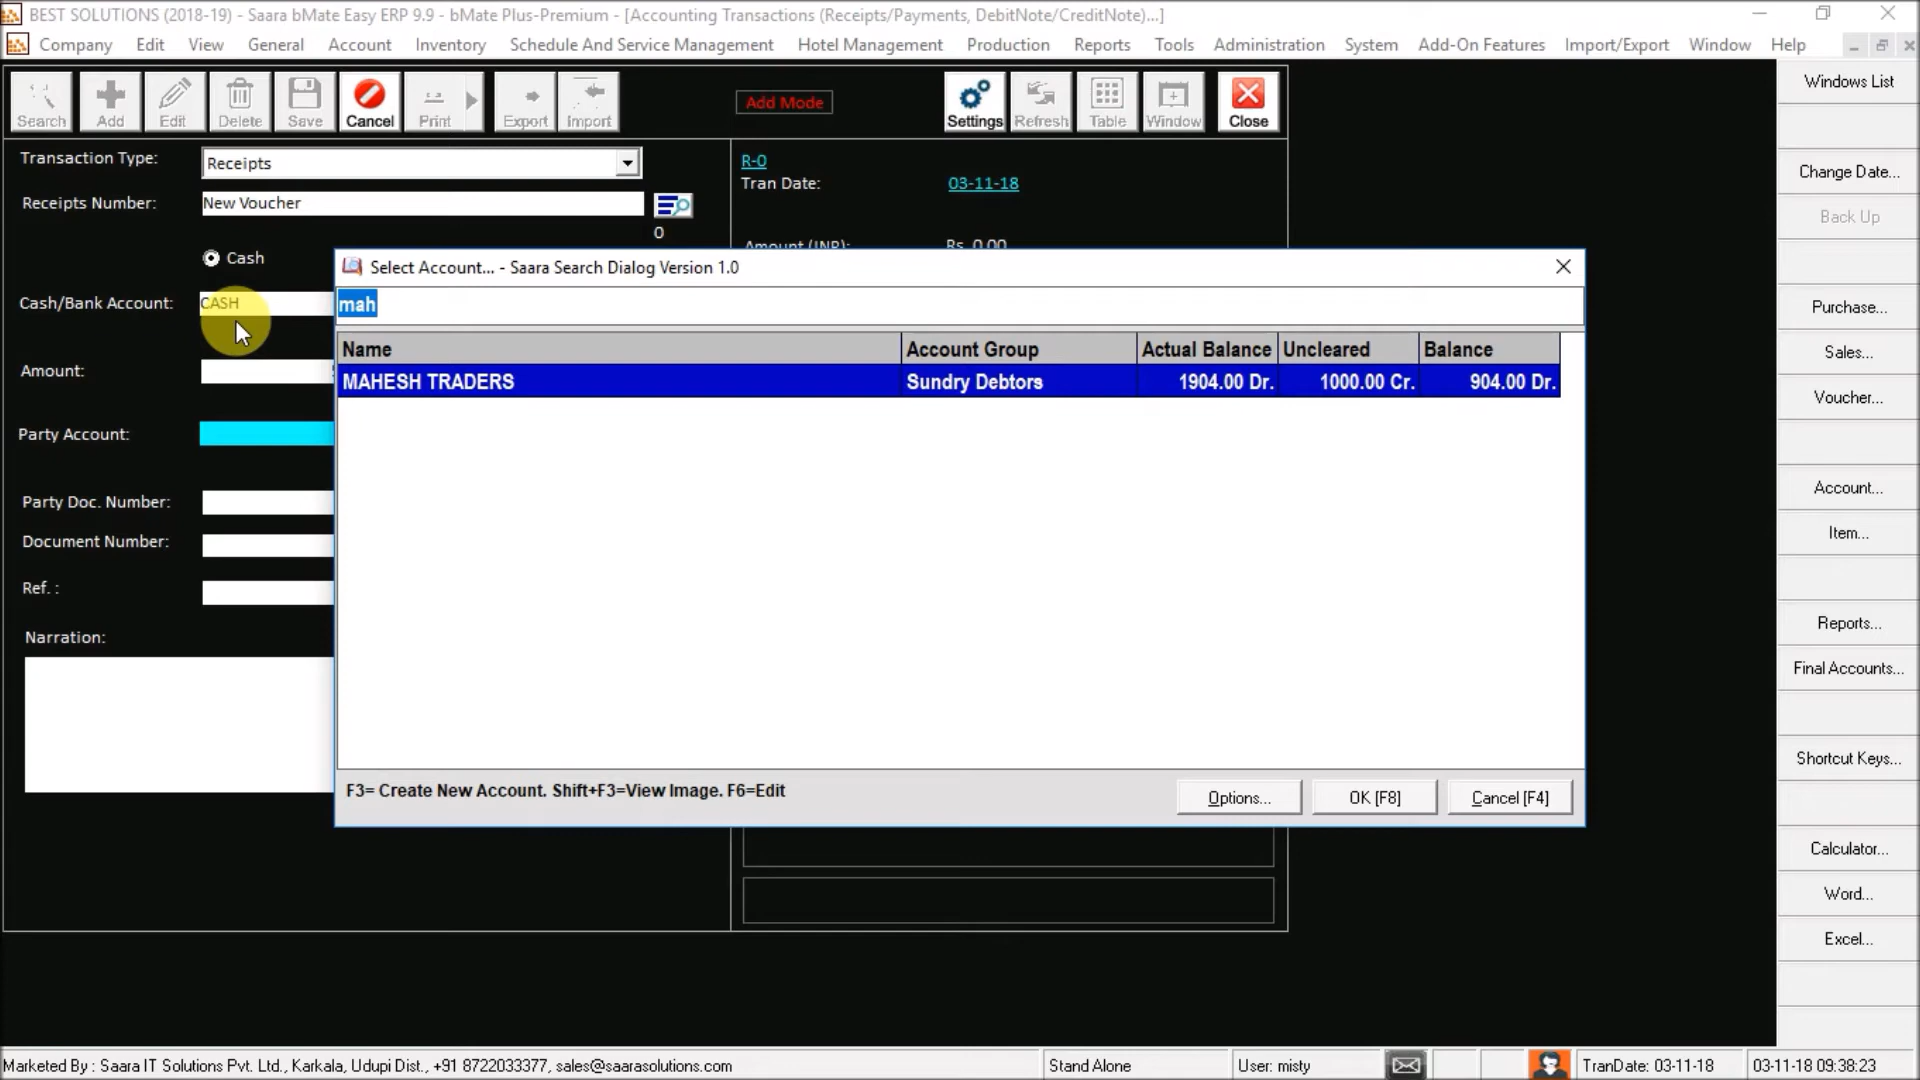 BEST SOLUTIONS (2018-19) - Saara bMate Easy ERP 9.9 - bMate Plus-Premium - [Accounting Transactions (Receipts/Payments, DebitNote/CreditNote)...]
Company Edit View General Account Inventory Schedule And Service Management Hotel Management Production Reports Tools Administration System Add-On Features Import/Export Window Help
Search Add Edit Delete Save Cancel Print Export Import
Add Mode
Settings Refresh Table Window Close
Transaction Type: Receipts
Receipts Number: New Voucher
0
Cash
Cash/Bank Account: CASH
Amount:
Party Account:
Party Doc. Number:
Document Number:
Ref. :
Narration:
R-0
Tran Date: 03-11-18
Amount (INR): Rs. 0.00
Select Account... - Saara Search Dialog Version 1.0
mah
Name Account Group Actual Balance Uncleared Balance
MAHESH TRADERS Sundry Debtors 1904.00 Dr. 1000.00 Cr. 904.00 Dr.
F3= Create New Account. Shift+F3=View Image. F6=Edit
Options... OK [F8] Cancel [F4]
Windows List
Change Date...
Back Up
Purchase...
Sales...
Voucher...
Account...
Item...
Reports...
Final Accounts...
Shortcut Keys...
Calculator...
Word...
Excel...
Marketed By : Saara IT Solutions Pvt. Ltd., Karkala, Udupi Dist., +91 8722033377, sales@saarasolutions.com Stand Alone User: misty TranDate: 03-11-18 03-11-18 09:38:23